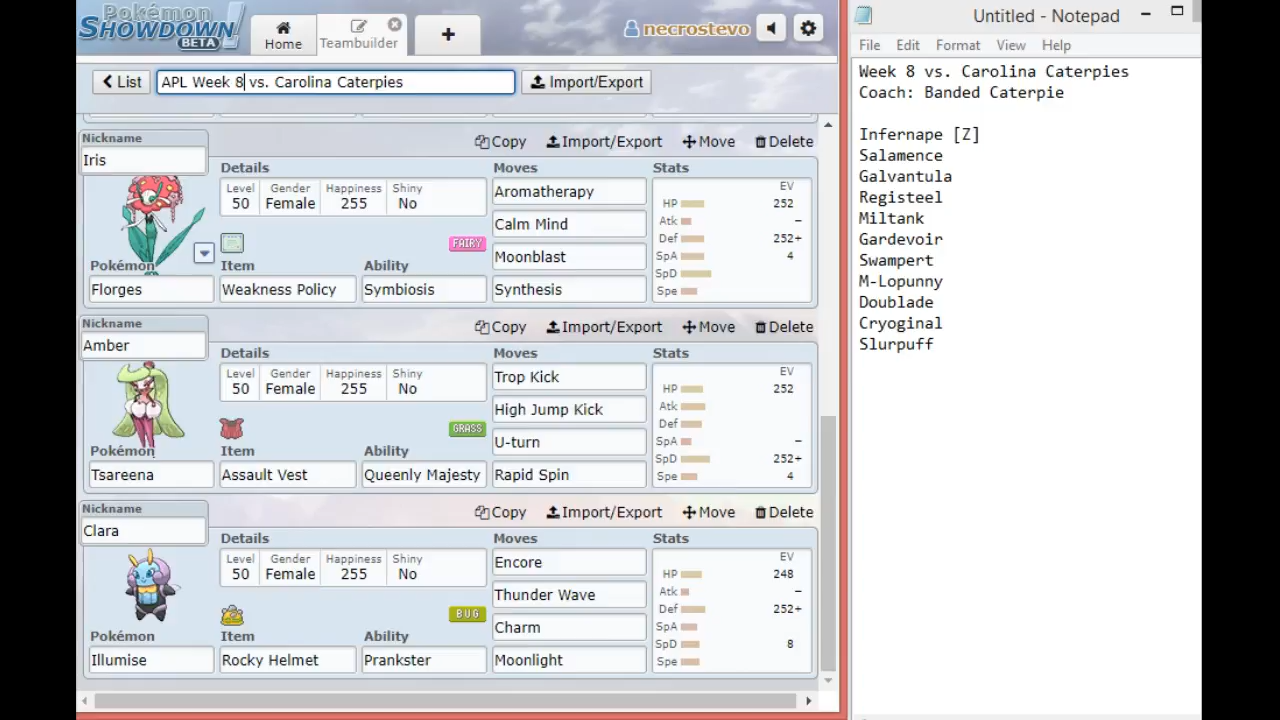 Pokémon
SHOWDOWN!
BETA
Home
Teambuilder
+
necrostevo
List
APL Week 8 vs. Carolina Caterpies
Import/Export
Nickname
Iris
Copy
Import/Export
Move
Delete
Details
Moves
Stats
Level
Gender
Happiness
Shiny
50
Female
255
No
FAIRY
Pokémon
Item
Ability
Florges
Weakness Policy
Symbiosis
Aromatherapy
Calm Mind
Moonblast
Synthesis
EV
HP 252
Atk –
Def 252+
SpA 4
SpD
Spe
Nickname
Amber
Copy
Import/Export
Move
Delete
Details
Moves
Stats
Level
Gender
Happiness
Shiny
50
Female
255
No
GRASS
Pokémon
Item
Ability
Tsareena
Assault Vest
Queenly Majesty
Trop Kick
High Jump Kick
U-turn
Rapid Spin
EV
HP 252
Atk
Def
SpA –
SpD 252+
Spe 4
Nickname
Clara
Copy
Import/Export
Move
Delete
Details
Moves
Stats
Level
Gender
Happiness
Shiny
50
Female
255
No
BUG
Pokémon
Item
Ability
Illumise
Rocky Helmet
Prankster
Encore
Thunder Wave
Charm
Moonlight
EV
HP 248
Atk –
Def 252+
SpA
SpD 8
Spe
Untitled - Notepad
File Edit Format View Help
Week 8 vs. Carolina Caterpies
Coach: Banded Caterpie
Infernape [Z]
Salamence
Galvantula
Registeel
Miltank
Gardevoir
Swampert
M-Lopunny
Doublade
Cryoginal
Slurpuff